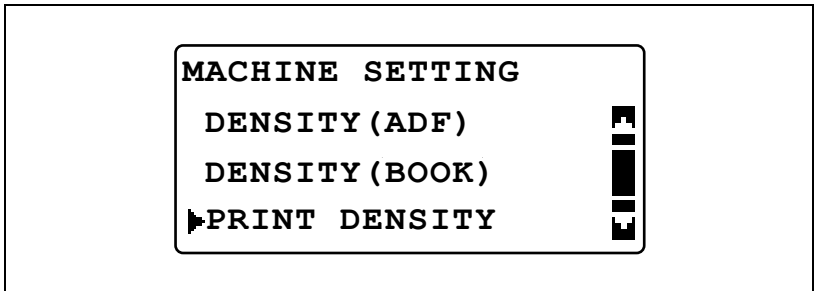 MACHINE SETTING
DENSITY(ADF)
DENSITY(BOOK)
PRINT DENSITY